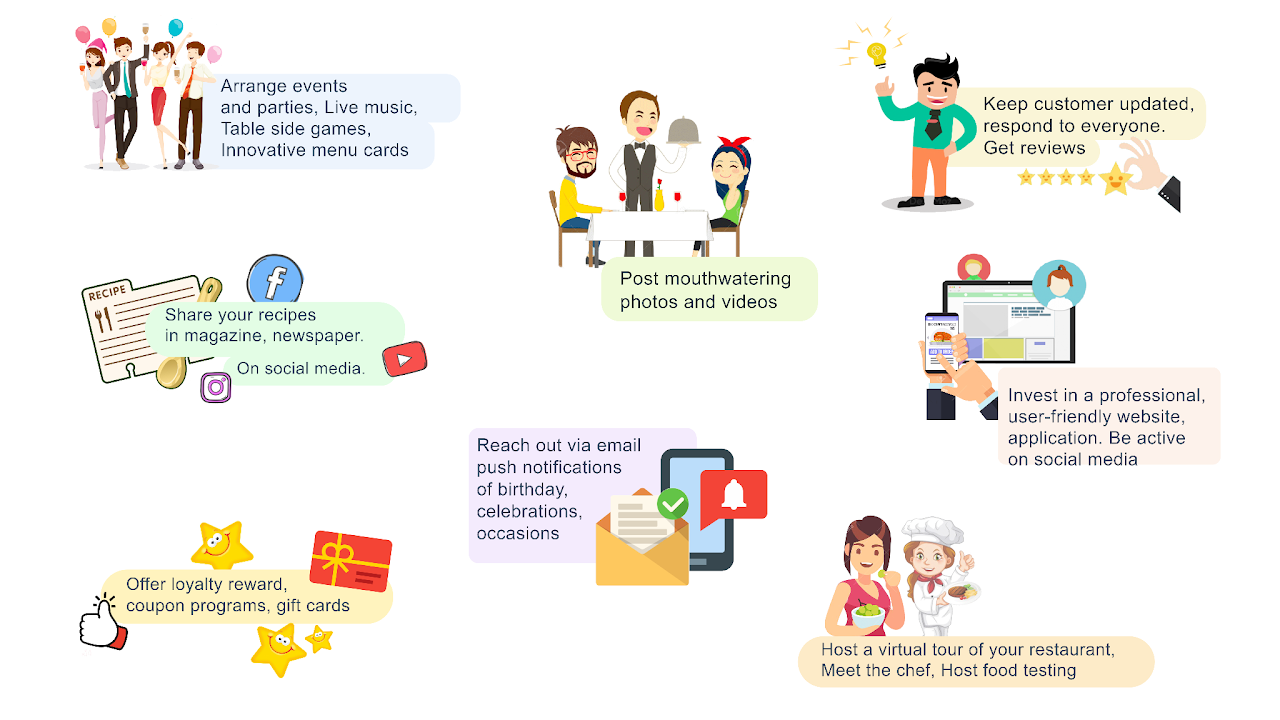 Arrange events
and parties, Live music,
Table side games,
Innovative menu cards
Post mouthwatering
photos and videos
Keep customer updated,
respond to everyone.
Get reviews
RECIPE
Share your recipes
in magazine, newspaper.
On social media.
Invest in a professional,
user-friendly website,
application. Be active
on social media
Reach out via email
push notifications
of birthday,
celebrations,
occasions
Offer loyalty reward,
coupon programs, gift cards
Host a virtual tour of your restaurant,
Meet the chef, Host food testing